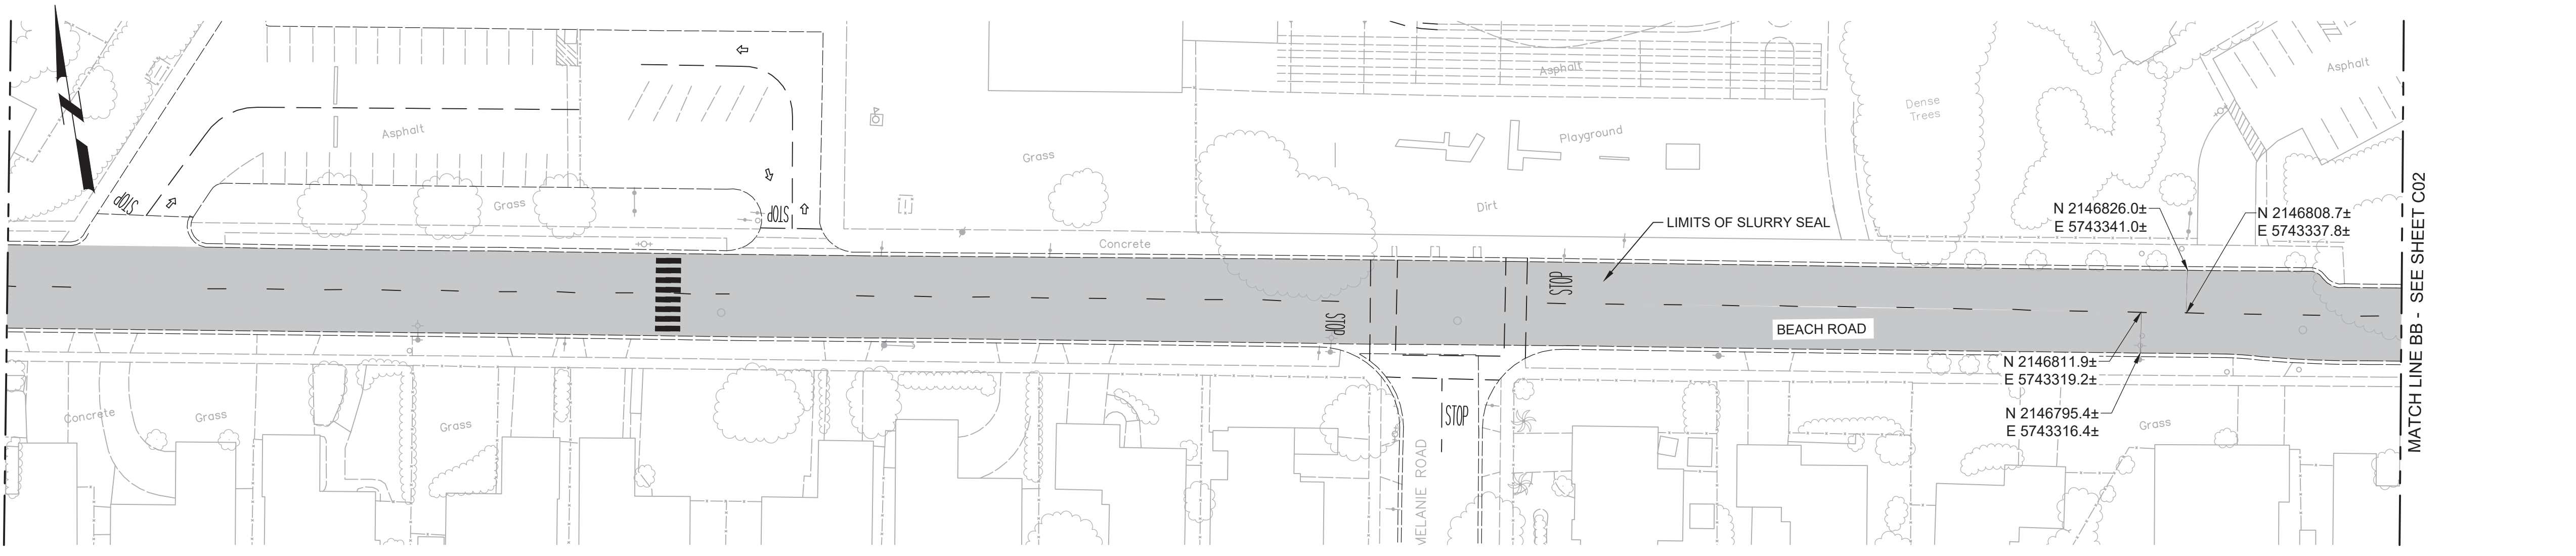 Asphalt
Asphalt
Asphalt
Dense
Trees
Playground
Grass
Grass
Dirt
STOP
STOP
N 2146826.0±
E 5743341.0±
N 2146808.7±
E 5743337.8±
LIMITS OF SLURRY SEAL
Concrete
STOP
STOP
BEACH ROAD
N 2146811.9±
E 5743319.2±
N 2146795.4±
E 5743316.4±
Concrete
Grass
Grass
STOP
Grass
MELANIE ROAD
MATCH LINE BB - SEE SHEET C02